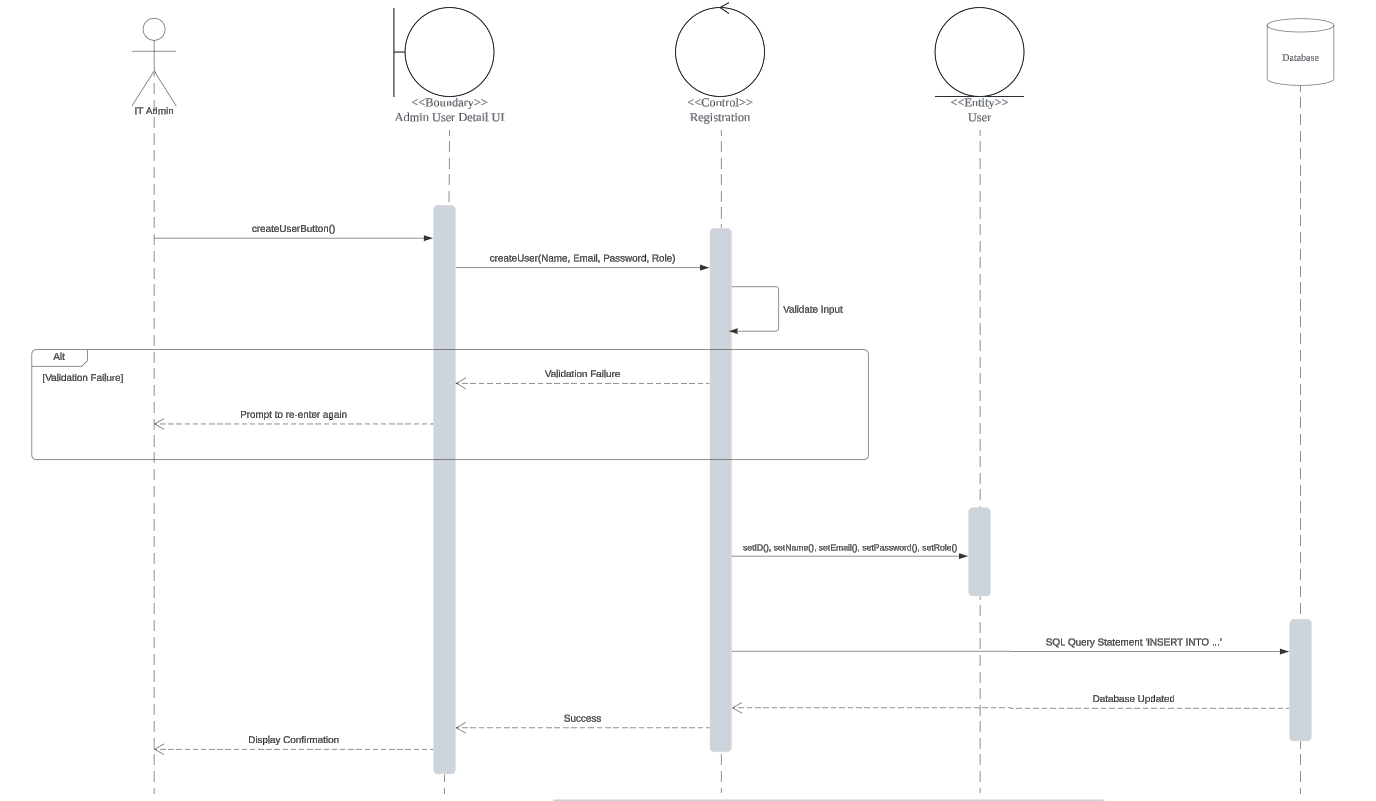 Database
IT Admin
<<Boundary>>
Admin User Detail UI
<<Control>>
Registration
<<Entity>>
User
createUserButton()
createUser(Name, Email, Password, Role)
Validate Input
Alt
[Validation Failure]
Validation Failure
Prompt to re-enter again
setID(), setName(), setEmail(), setPassword(), setRole()
SQL Query Statement 'INSERT INTO ...'
Database Updated
Success
Display Confirmation